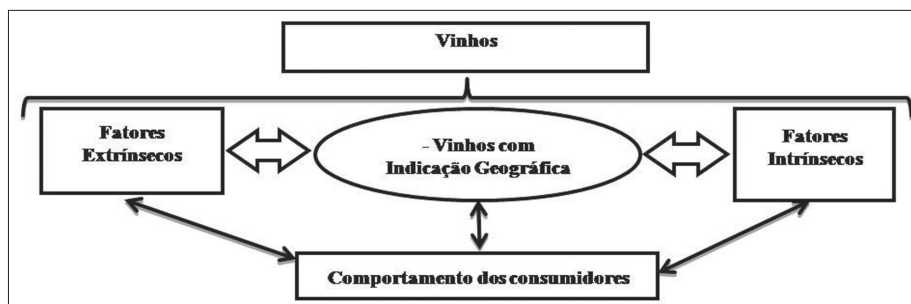 Vinhos
Fatores
Extrínsecos
- Vinhos com
Indicação Geográfica
Fatores
Intrínsecos
Comportamento dos consumidores